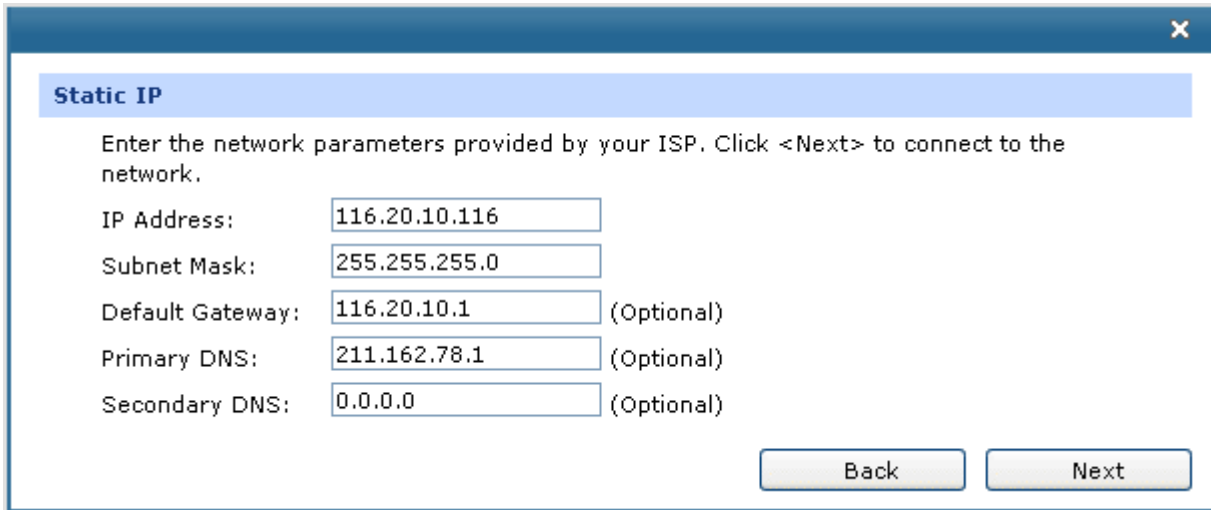 Static IP
Enter the network parameters provided by your ISP. Click <Next> to connect to the
network.
IP Address: 116.20.10.116
Subnet Mask: 255.255.255.0
Default Gateway: 116.20.10.1 (Optional)
Primary DNS: 211.162.78.1 (Optional)
Secondary DNS: 0.0.0.0 (Optional)
Back Next